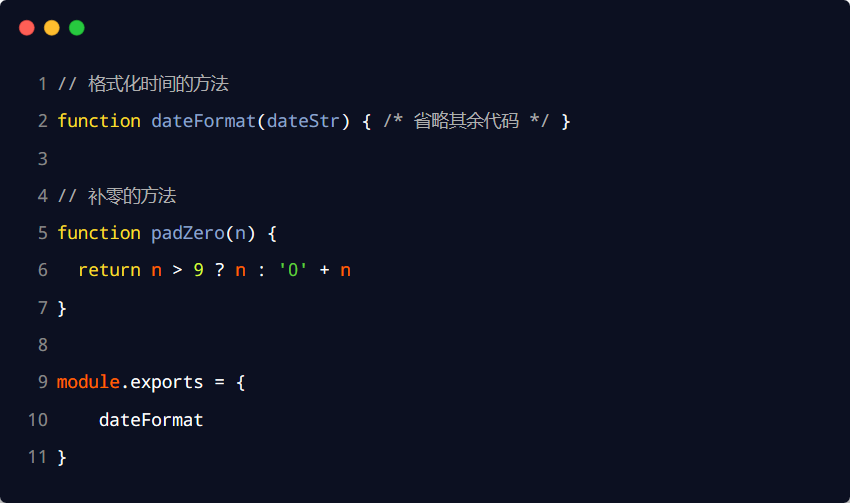 1 // 格式化时间的方法
2 function dateFormat(dateStr) { /* 省略其余代码 */ }
3
4 // 补零的方法
5 function padZero(n) {
6   return n > 9 ? n : '0' + n
7 }
8
9 module.exports = {
10     dateFormat
11 }